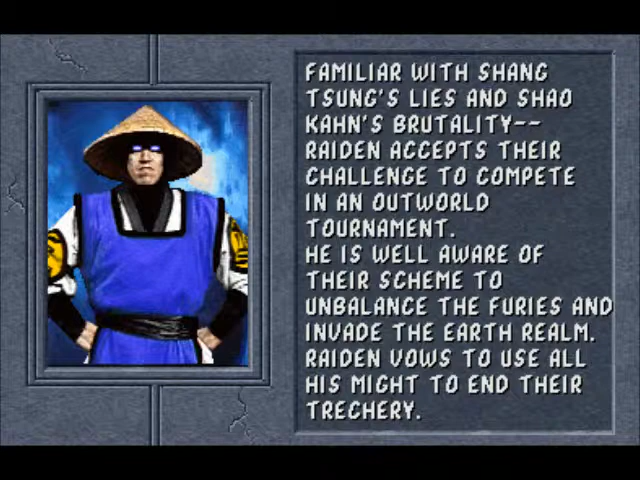 FAMILIAR WITH SHANG
TSUNG'S LIES AND SHAO
KAHN'S BRUTALITY--
RAIDEN ACCEPTS THEIR
CHALLENGE TO COMPETE
IN AN OUTWORLD
TOURNAMENT.
HE IS WELL AWARE OF
THEIR SCHEME TO
UNBALANCE THE FURIES AND
INVADE THE EARTH REALM.
RAIDEN VOWS TO USE ALL
HIS MIGHT TO END THEIR
TRECHERY.